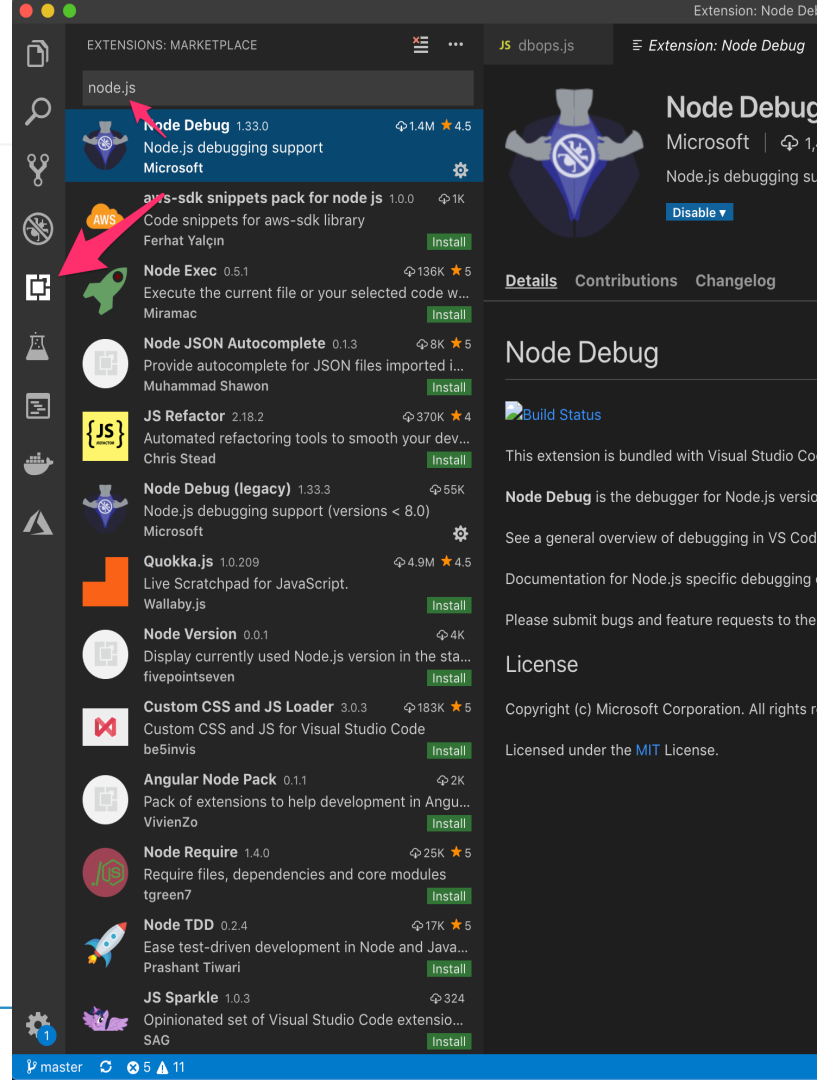 Extension: Node Deb
EXTENSIONS: MARKETPLACE
JS dbops.js
Extension: Node Debug
node.js
Node Debug 1.33.0 1.4M 4.5
Node.js debugging support
Microsoft
aws-sdk snippets pack for node js 1.0.0 1K
AWS
Code snippets for aws-sdk library
Ferhat Yalçın Install
Node Exec 0.5.1 136K 5
Execute the current file or your selected code w...
Miramac Install
Node JSON Autocomplete 0.1.3 8K 5
Provide autocomplete for JSON files imported i...
Muhammad Shawon Install
{JS}
JS Refactor 2.18.2 370K 4
Automated refactoring tools to smooth your dev...
Chris Stead Install
Node Debug (legacy) 1.33.3 55K
Node.js debugging support (versions < 8.0)
Microsoft
Quokka.js 1.0.209 4.9M 4.5
Live Scratchpad for JavaScript.
Wallaby.js Install
Node Version 0.0.1 4K
Display currently used Node.js version in the sta...
fivepointseven Install
Custom CSS and JS Loader 3.0.3 183K 5
Custom CSS and JS for Visual Studio Code
be5invis Install
Angular Node Pack 0.1.1 2K
Pack of extensions to help development in Angu...
VivienZo Install
JS
Node Require 1.4.0 25K 5
Require files, dependencies and core modules
tgreen7 Install
Node TDD 0.2.4 17K 5
Ease test-driven development in Node and Java...
Prashant Tiwari Install
JS Sparkle 1.0.3 324
Opinionated set of Visual Studio Code extensio...
SAG Install
Node Debug
Microsoft | 1,
Node.js debugging su
Disable
Details Contributions Changelog
Node Debug
Build Status
This extension is bundled with Visual Studio Co
Node Debug is the debugger for Node.js versio
See a general overview of debugging in VS Cod
Documentation for Node.js specific debugging
Please submit bugs and feature requests to the
License
Copyright (c) Microsoft Corporation. All rights r
Licensed under the MIT License.
1
master 5 11